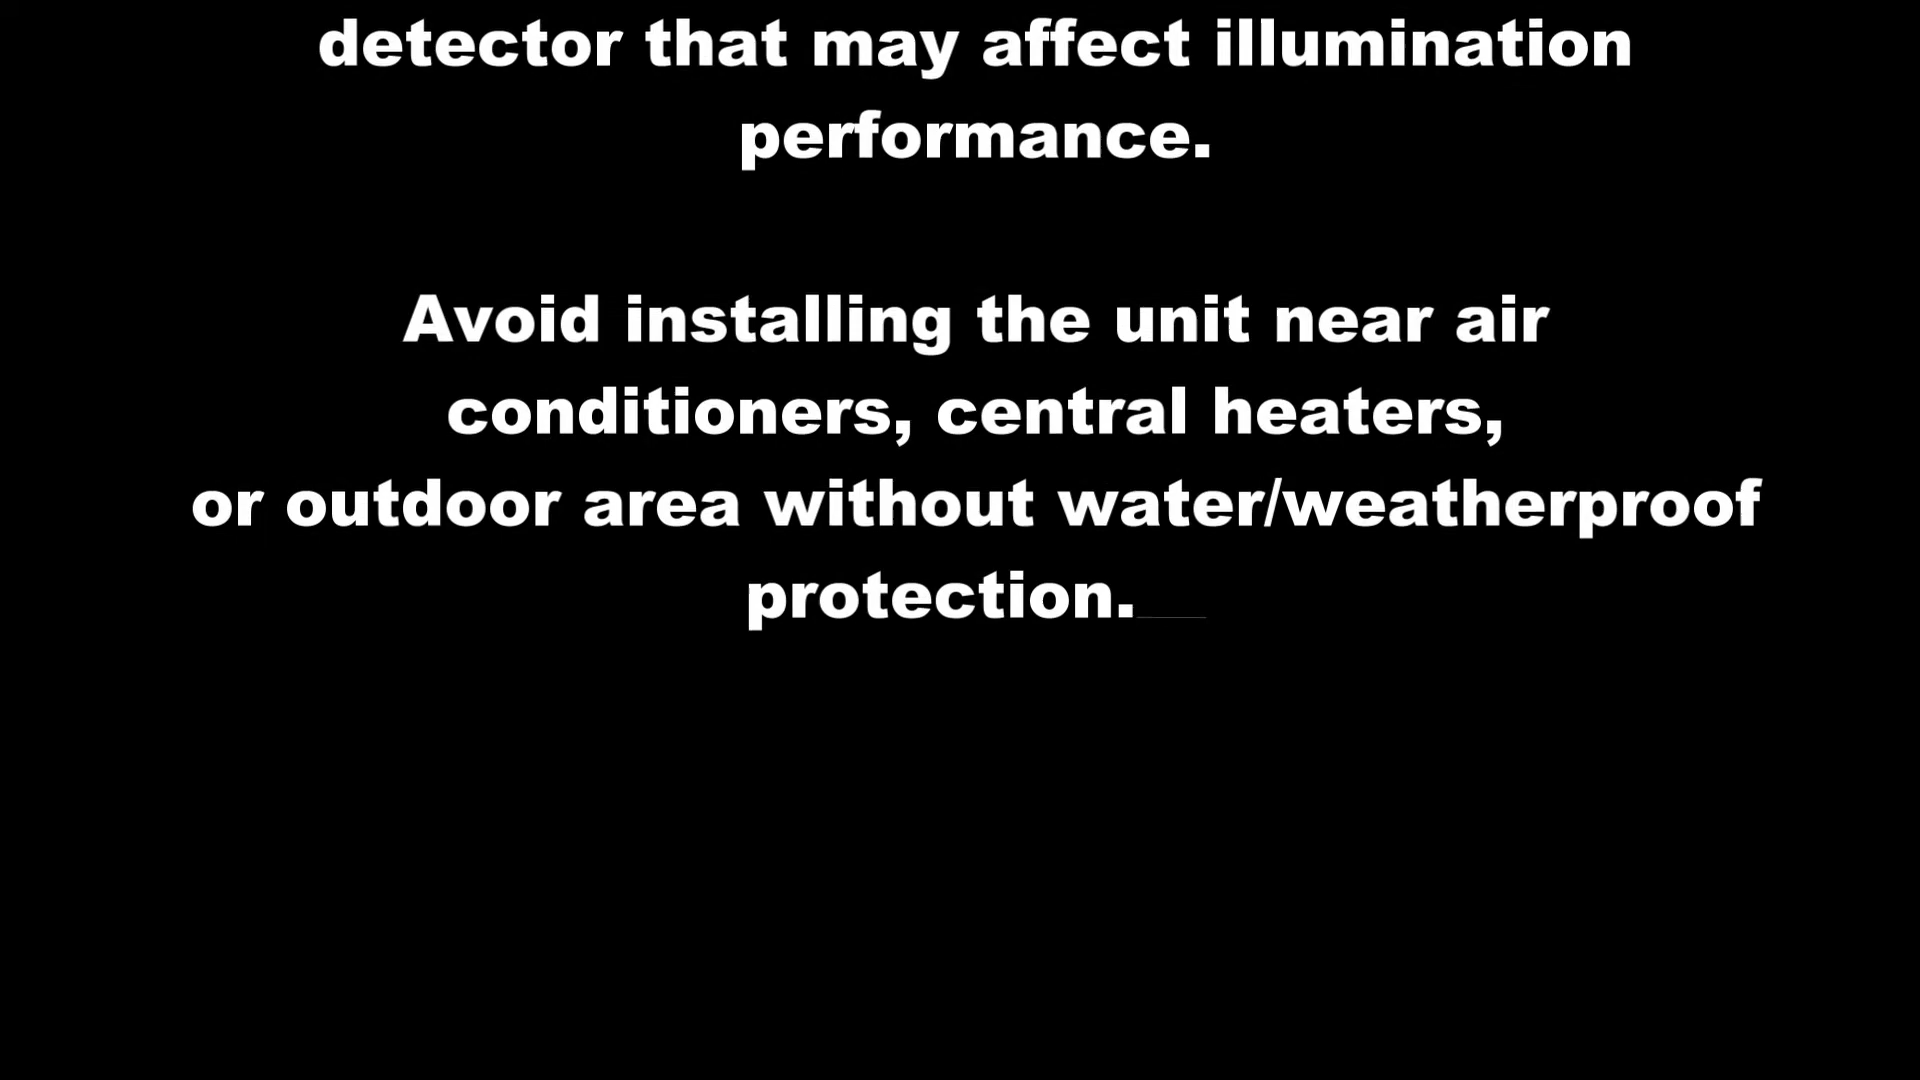 detector that may affect illumination
performance.
Avoid installing the unit near air
conditioners, central heaters,
or outdoor area without water/weatherproof
protection.